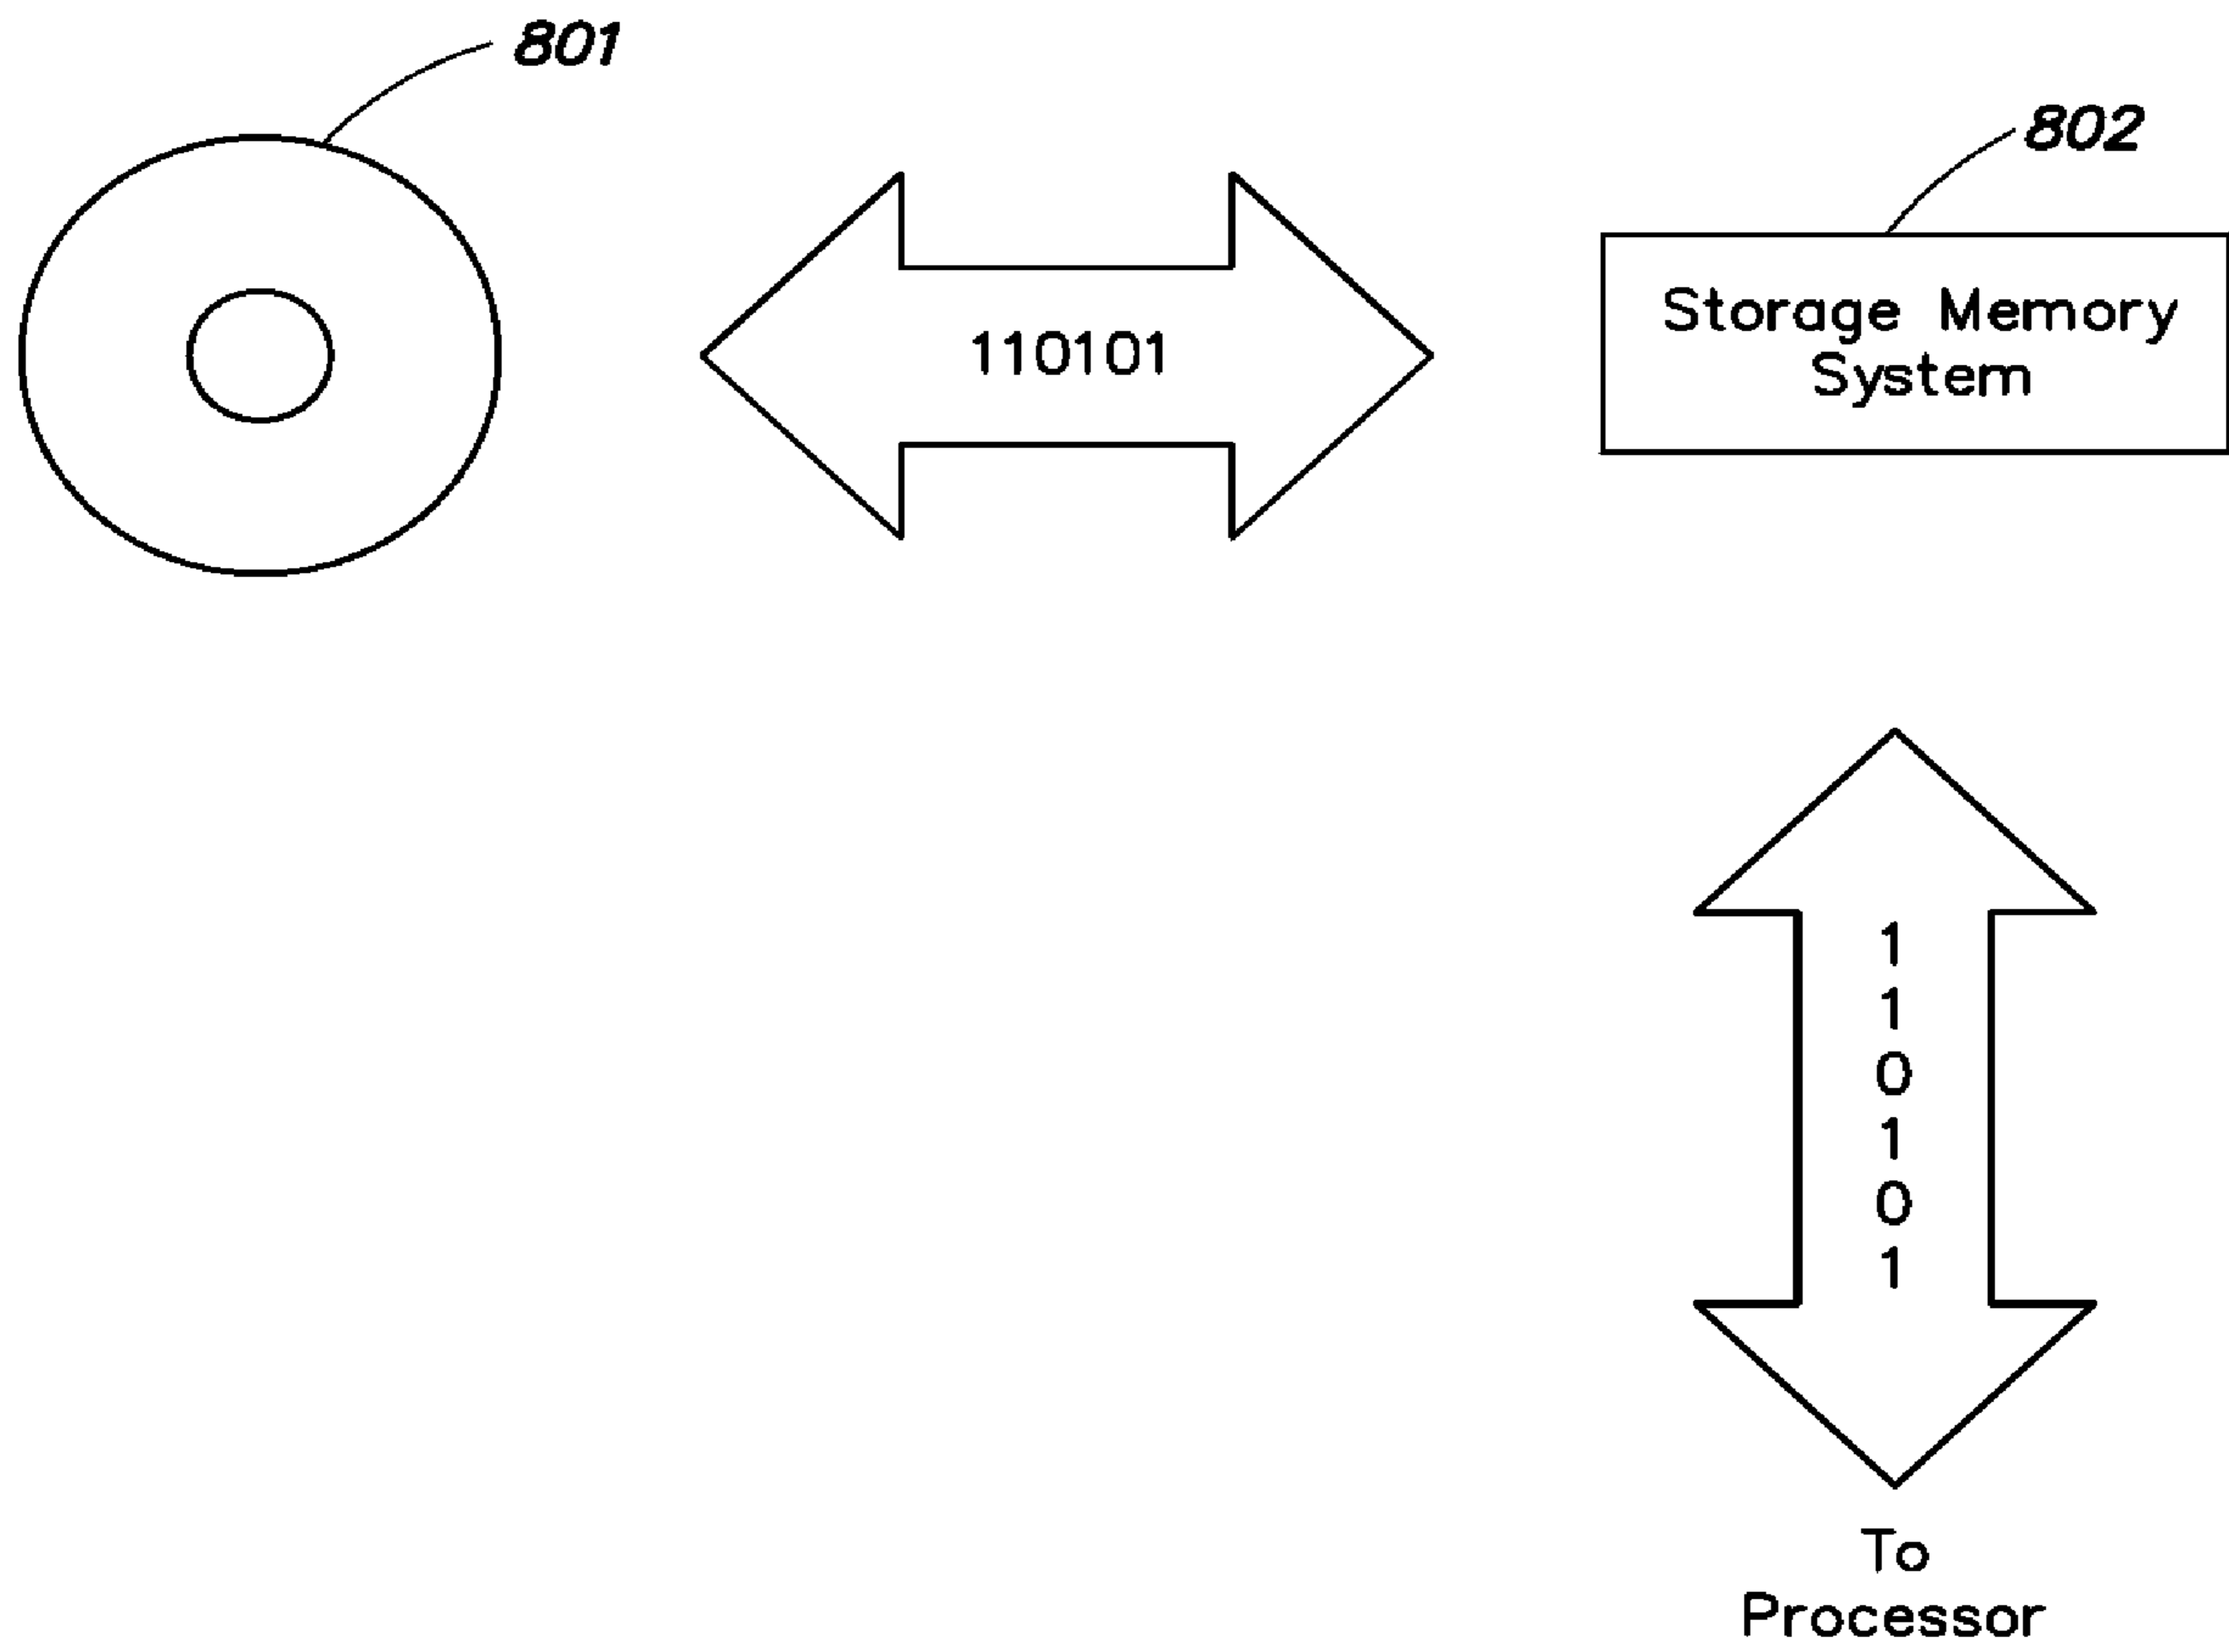 801
802
110101
Storage Memory
System
1
1
0
1
0
1
To
Processor